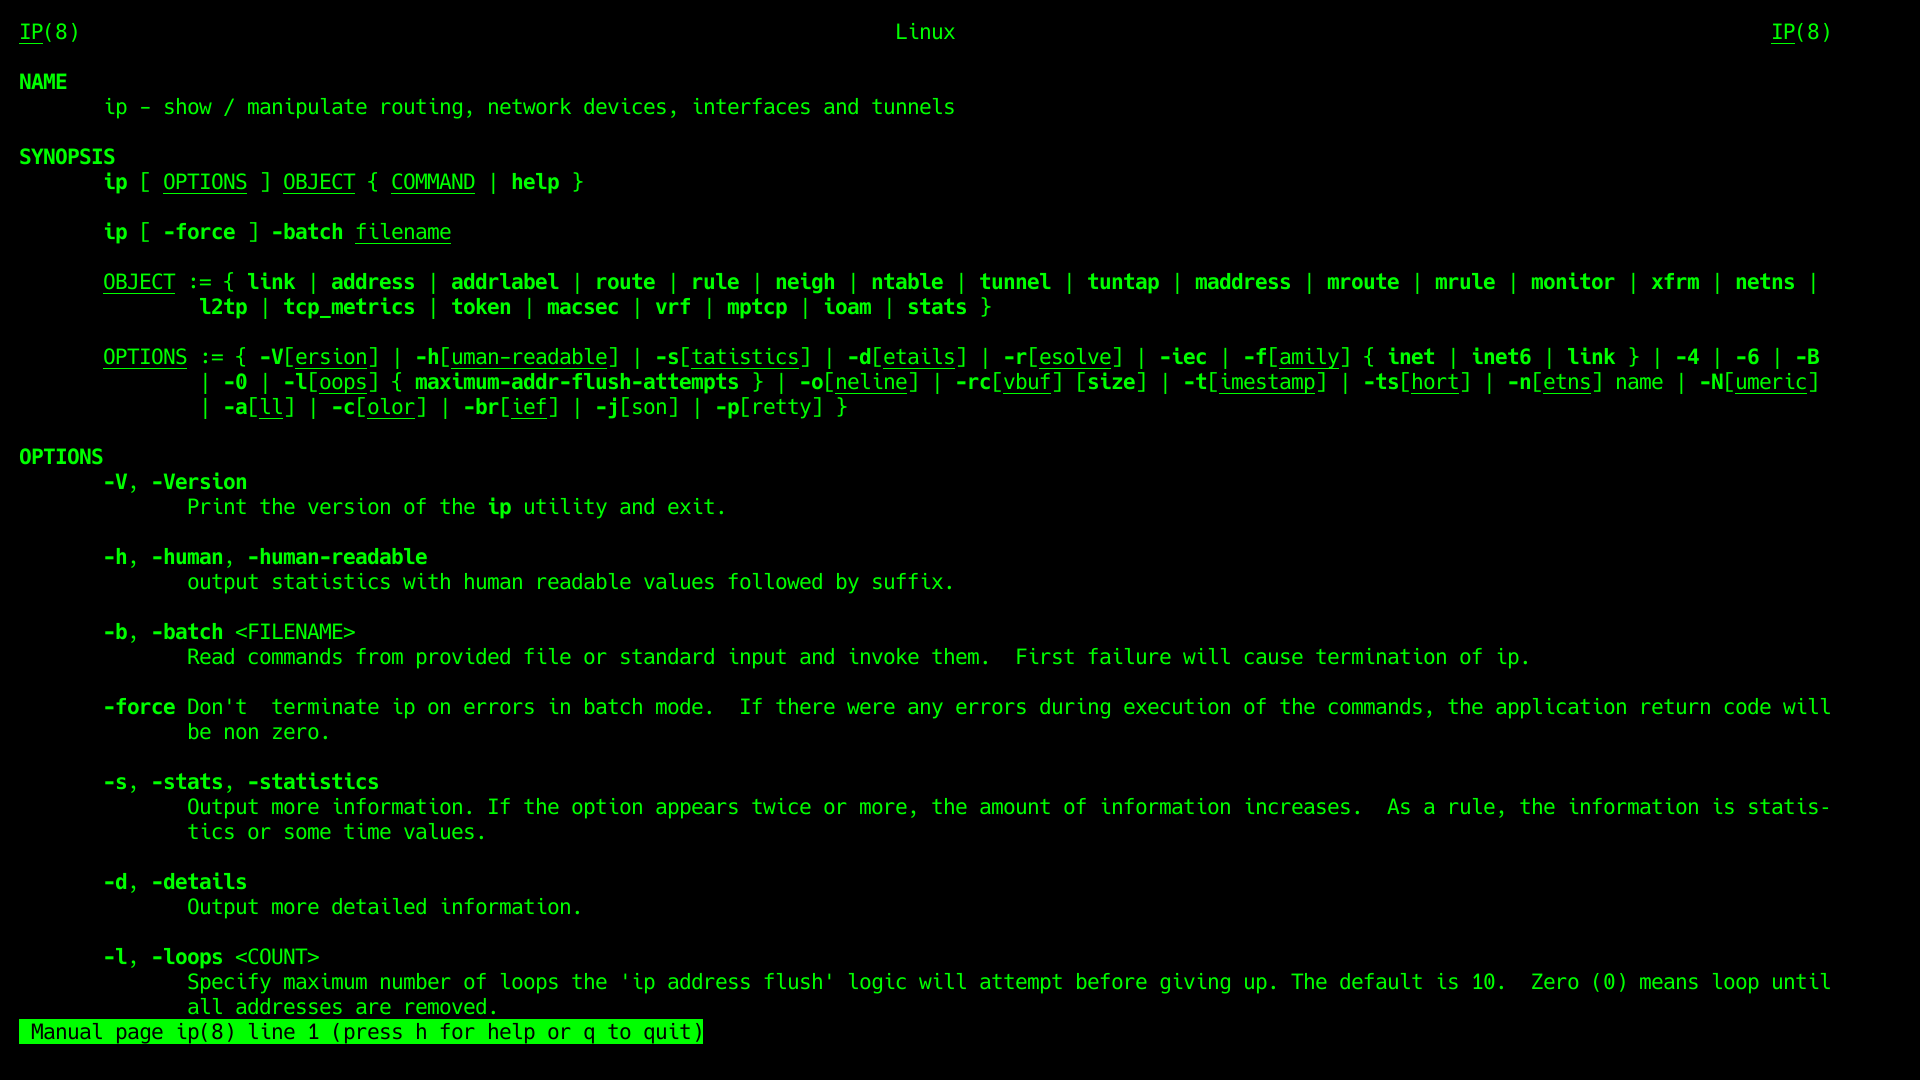 IP(8) Linux IP(8)
NAME
ip - show / manipulate routing, network devices, interfaces and tunnels
SYNOPSIS
ip [ OPTIONS ] OBJECT { COMMAND | help }
ip [ -force ] -batch filename
OBJECT := { link | address | addrlabel | route | rule | neigh | ntable | tunnel | tuntap | maddress | mroute | mrule | monitor | xfrm | netns |
l2tp | tcp_metrics | token | macsec | vrf | mptcp | ioam | stats }
OPTIONS := { -V[ersion] | -h[uman-readable] | -s[tatistics] | -d[etails] | -r[esolve] | -iec | -f[amily] { inet | inet6 | link } | -4 | -6 | -B
| -0 | -l[oops] { maximum-addr-flush-attempts } | -o[neline] | -rc[vbuf] [size] | -t[imestamp] | -ts[hort] | -n[etns] name | -N[umeric]
| -a[ll] | -c[olor] | -br[ief] | -j[son] | -p[retty] }
OPTIONS
-V, -Version
Print the version of the ip utility and exit.
-h, -human, -human-readable
output statistics with human readable values followed by suffix.
-b, -batch <FILENAME>
Read commands from provided file or standard input and invoke them.  First failure will cause termination of ip.
-force Don't  terminate ip on errors in batch mode.  If there were any errors during execution of the commands, the application return code will
be non zero.
-s, -stats, -statistics
Output more information. If the option appears twice or more, the amount of information increases.  As a rule, the information is statis-
tics or some time values.
-d, -details
Output more detailed information.
-l, -loops <COUNT>
Specify maximum number of loops the 'ip address flush' logic will attempt before giving up. The default is 10.  Zero (0) means loop until
all addresses are removed.
Manual page ip(8) line 1 (press h for help or q to quit)